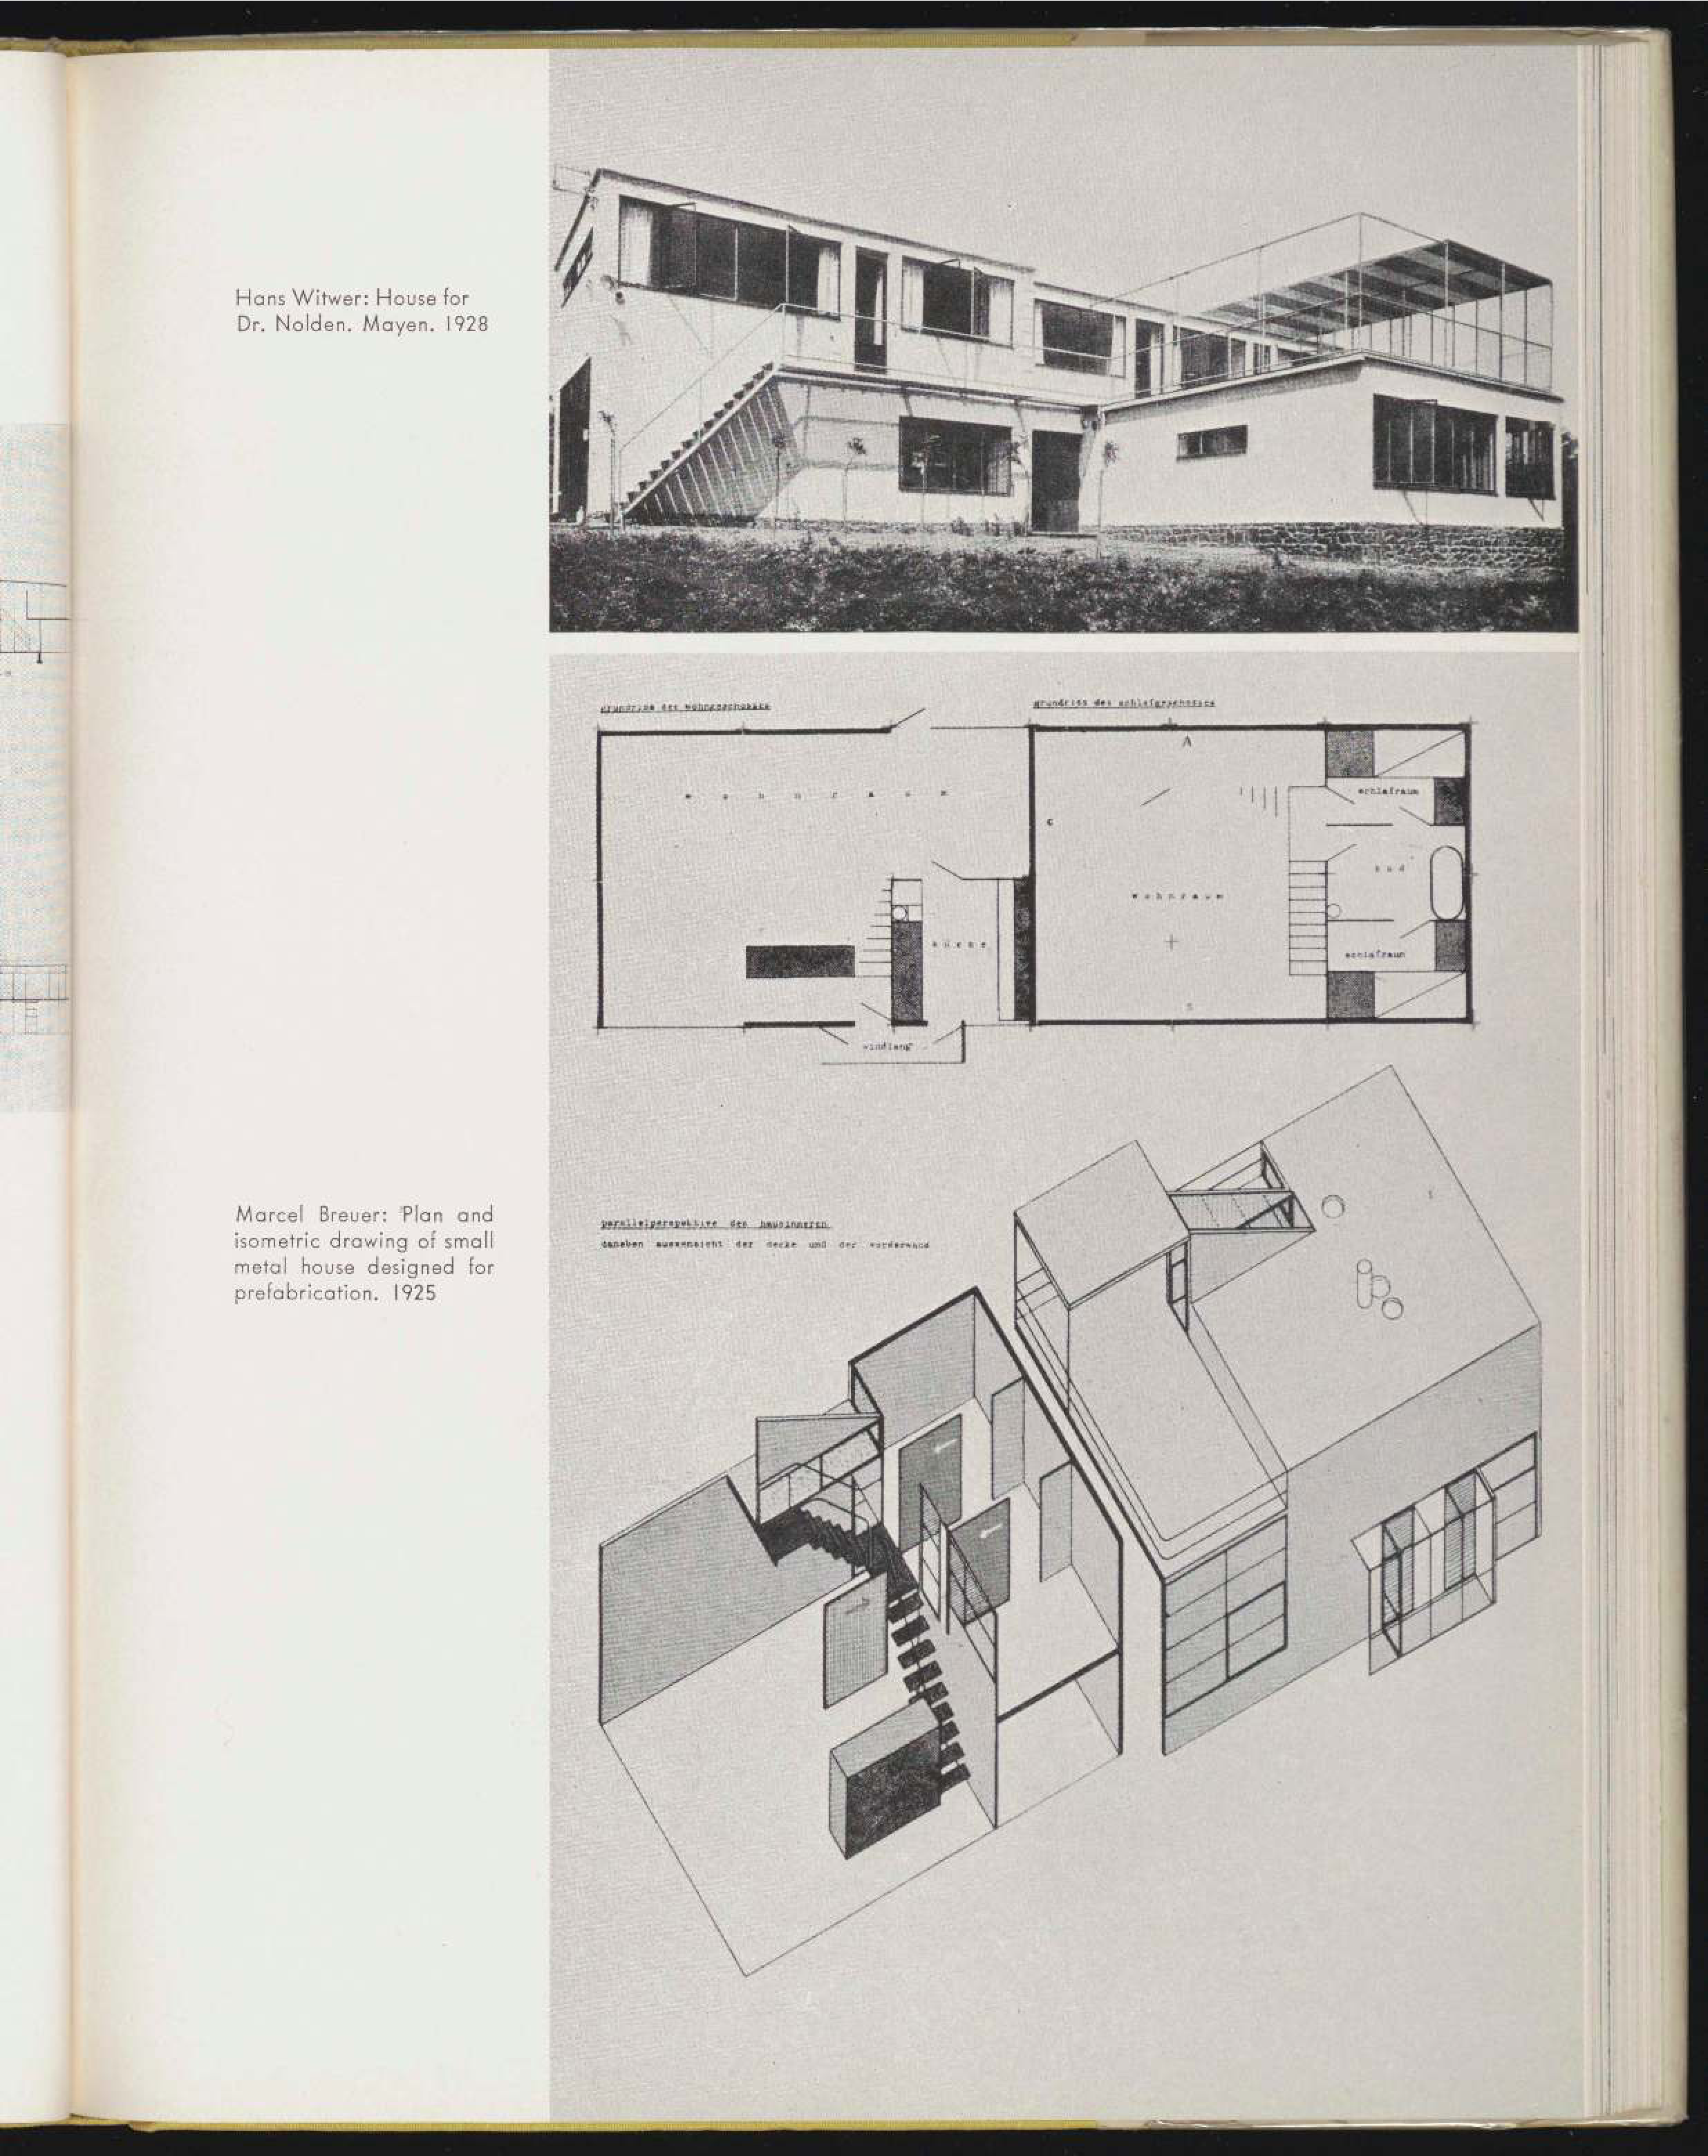 Hans Witwer: House for
Dr. Nolden. Mayen. 1928
grundriss des wohngeschosses
grundriss des schlafgeschosses
A
wohnraum
schlafraum
C
bad
wohnraum
küche
schlafraum
windfang
Marcel Breuer: Plan and
isometric drawing of small
metal house designed for
prefabrication. 1925
parallelperspektive des hausinneren
daneben aussenansicht der decke und der vorderwand